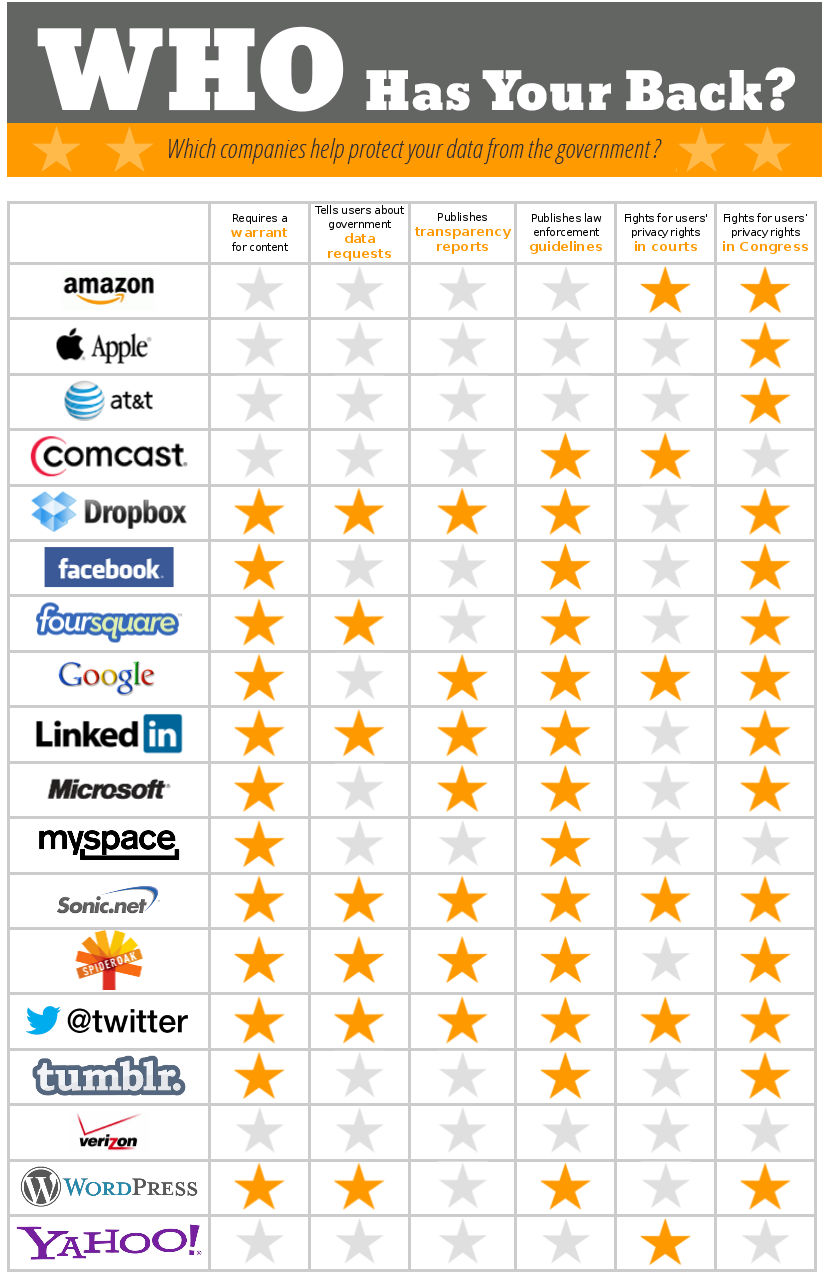 WHO Has Your Back?
Which companies help protect your data from the government?
Requires a
warrant
for content
Tells users about
government
data
requests
Publishes
transparency
reports
Publishes law
enforcement
guidelines
Fights for users'
privacy rights
in courts
Fights for users'
privacy rights
in Congress
amazon
Apple
at&t
comcast®
Dropbox
facebook
foursquare
Google
Linked in
Microsoft®
myspace
Sonic.net
SPIDEROAK
@twitter
tumblr.
verizon
WORDPRESS
YAHOO!